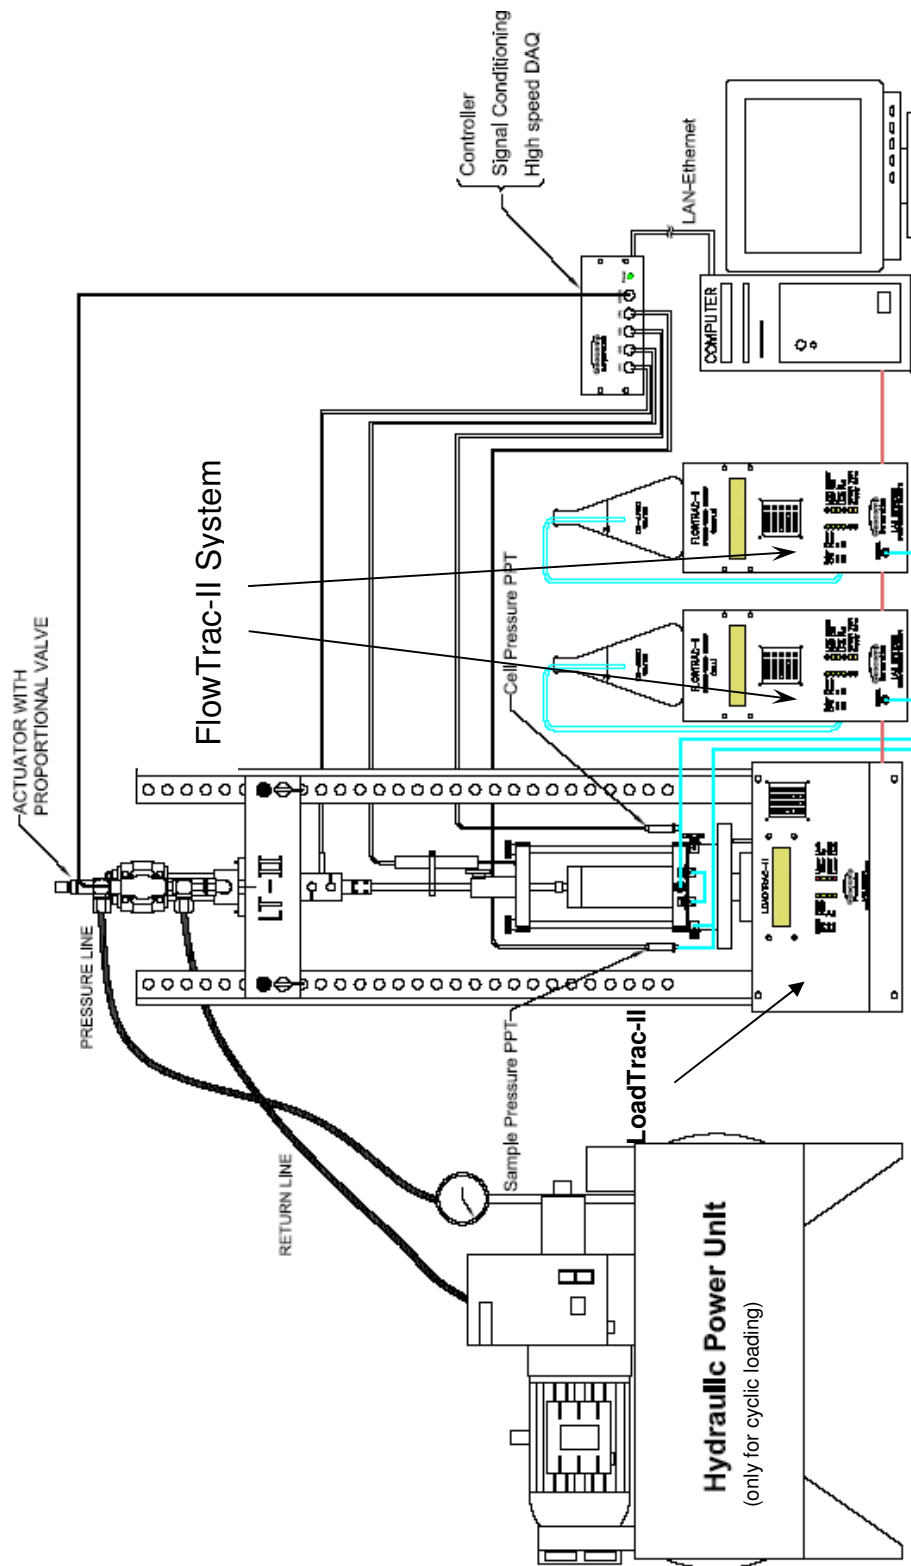 ACTUATOR WITH
PROPORTIONAL VALVE
PRESSURE LINE
RETURN LINE
LT-II
Controller
Signal Conditioning
High speed DAQ
LAN-Ethernet
COMPUTER
FlowTrac-II System
Cell Pressure PPT
Sample Pressure PPT
LoadTrac-II
LOADTRAC-II
FLOWTRAC-II
FLOWTRAC-II
Hydraulic Power Unit
(only for cyclic loading)